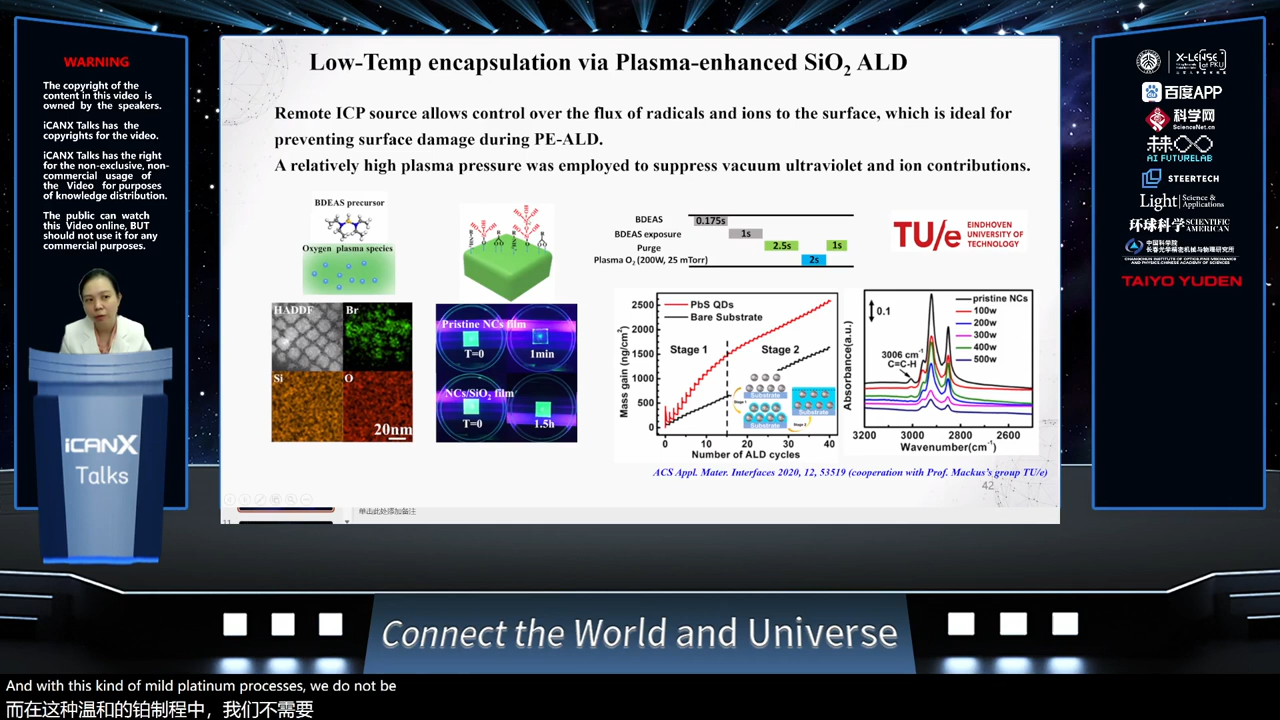 WARNING
The copyright of the
content in this video is
owned by the speakers.
iCANX Talks has the
copyrights for the video.
iCANX Talks has the right
for the non-exclusive, non-
commercial usage of
the Video for purposes
of knowledge distribution.
The public can watch
this Video online, BUT
should not use it for any
commercial purposes.
iCANX
Talks
Low-Temp encapsulation via Plasma-enhanced SiO2 ALD
Remote ICP source allows control over the flux of radicals and ions to the surface, which is ideal for
preventing surface damage during PE-ALD.
A relatively high plasma pressure was employed to suppress vacuum ultraviolet and ion contributions.
BDEAS precursor
Oxygen plasma species
BDEAS
0.175s
BDEAS exposure
1s
Purge
2.5s
1s
Plasma O2 (200W, 25 mTorr)
2s
TU/e
EINDHOVEN
UNIVERSITY OF
TECHNOLOGY
HADDF
Br
Si
O
20nm
Pristine NCs film
T=0
1min
NCs/SiO2 film
T=0
1.5h
Mass gain (ng/cm2)
2500
2000
1500
1000
500
0
PbS QDs
Bare Substrate
Stage 1
Stage 2
Substrate
Substrate
Substrate
Stage 1
Stage 2
0 10 20 30 40
Number of ALD cycles
Absorbance(a.u.)
0.1
3006 cm-1
C=C-H
pristine NCs
100w
200w
300w
400w
500w
3200 3000 2800 2600
Wavenumber(cm-1)
ACS Appl. Mater. Interfaces 2020, 12, 53519 (cooperation with Prof. Mackus's group TU/e)
42
11
单击此处添加备注
X-LENSE
at PKU
百度APP
科学网
ScienceNet.cn
AI FUTURELAB
STEERTECH
Light Science & Applications
环球科学 SCIENTIFIC AMERICAN
中国科学院
长春光学精密机械与物理研究所
CHANGCHUN INSTITUTE OF OPTICS, FINE MECHANICS
AND PHYSICS, CHINESE ACADEMY OF SCIENCES
TAIYO YUDEN
Connect the World and Universe
And with this kind of mild platinum processes, we do not be
而在这种温和的铂制程中，我们不需要